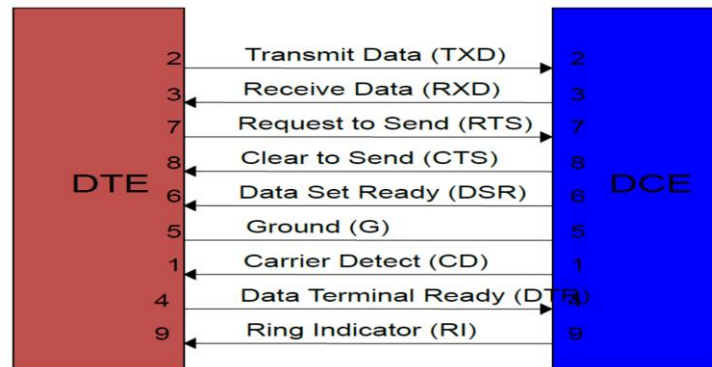 2 Transmit Data (TXD) 2
3 Receive Data (RXD) 3
7 Request to Send (RTS) 7
8 Clear to Send (CTS) 8
DTE DCE
6 Data Set Ready (DSR) 6
5 Ground (G) 5
1 Carrier Detect (CD) 1
4 Data Terminal Ready (DTR) 4
9 Ring Indicator (RI) 9